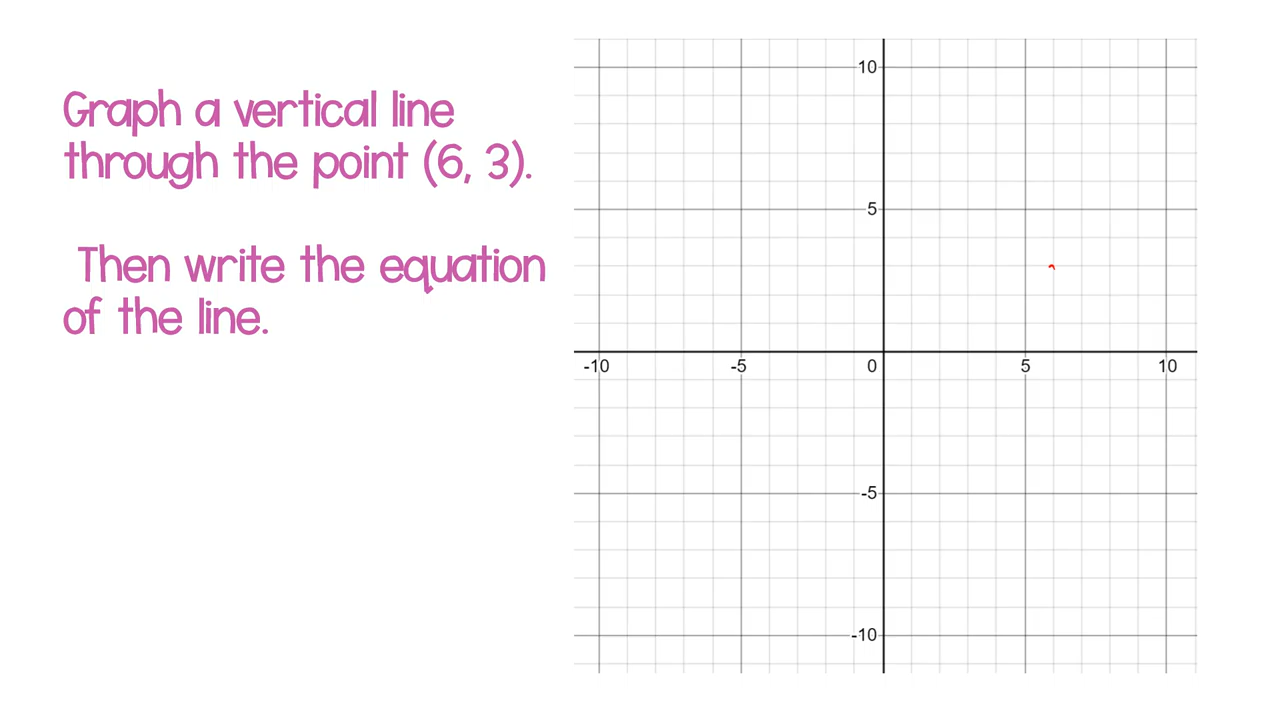 Graph a vertical line
through the point (6, 3).
Then write the equation
of the line.
10
5
-10 -5 0 5 10
-5
-10